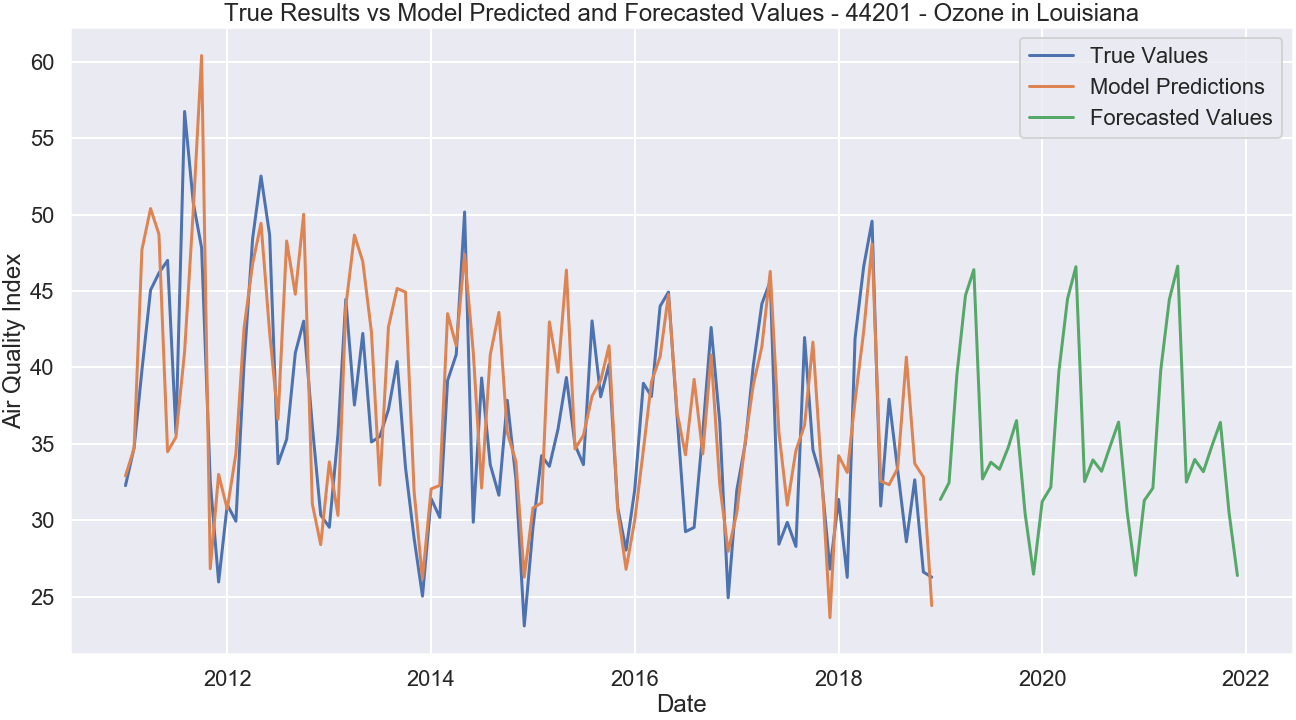 True Results vs Model Predicted and Forecasted Values - 44201 - Ozone in Louisiana
True Values
Model Predictions
Forecasted Values
Air Quality Index
60
55
50
45
40
35
30
25
2012
2014
2016
2018
2020
2022
Date